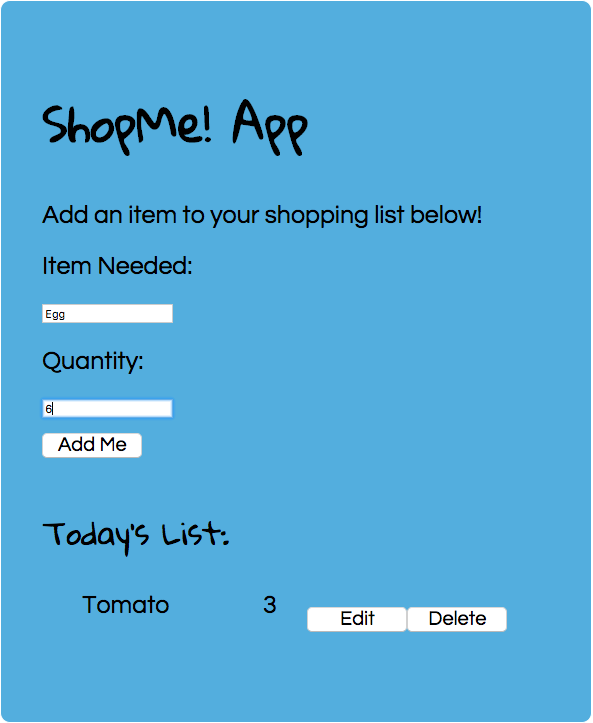 ShopMe! App
Add an item to your shopping list below!
Item Needed:
Egg
Quantity:
6
Add Me
Today's List:
Tomato 3 Edit Delete